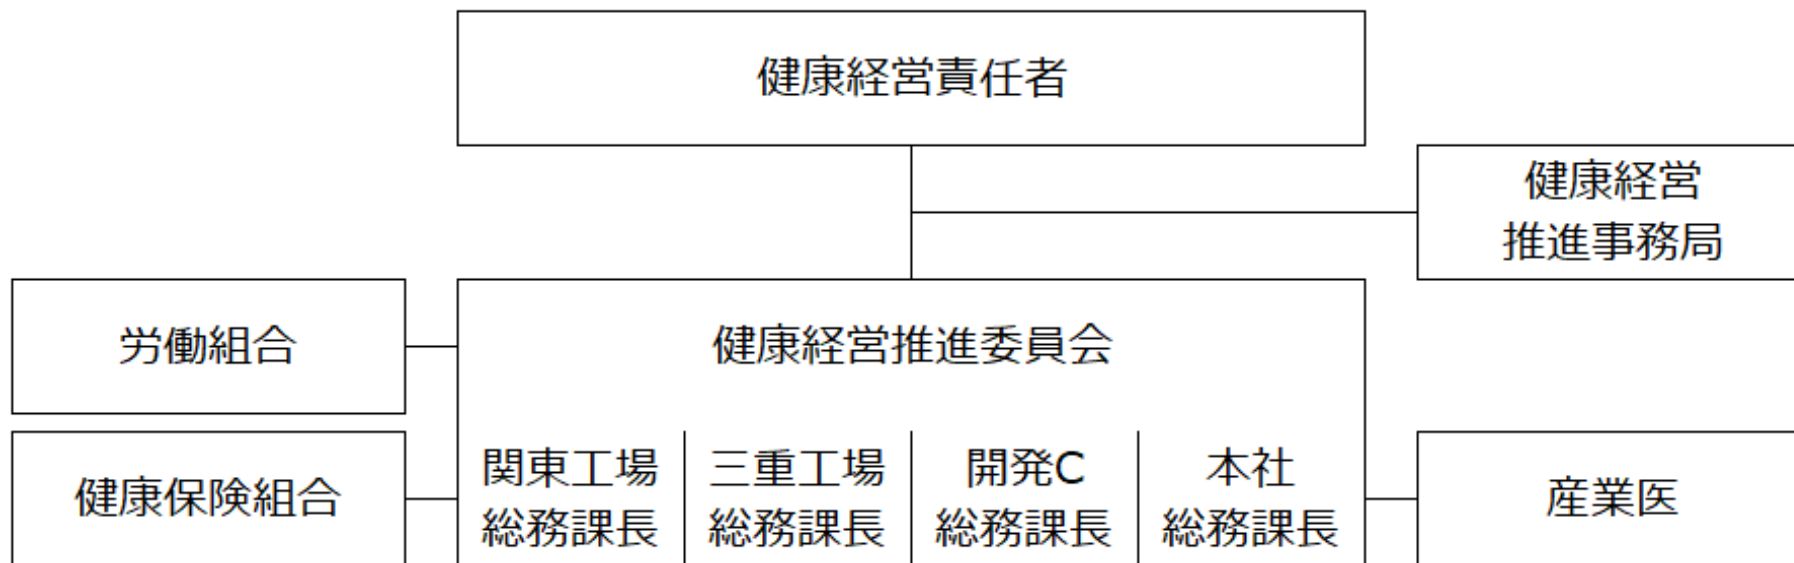 健康経営責任者
健康経営
推進事務局
労働組合
健康経営推進委員会
健康保険組合
関東工場
総務課長
三重工場
総務課長
開発C
総務課長
本社
総務課長
産業医